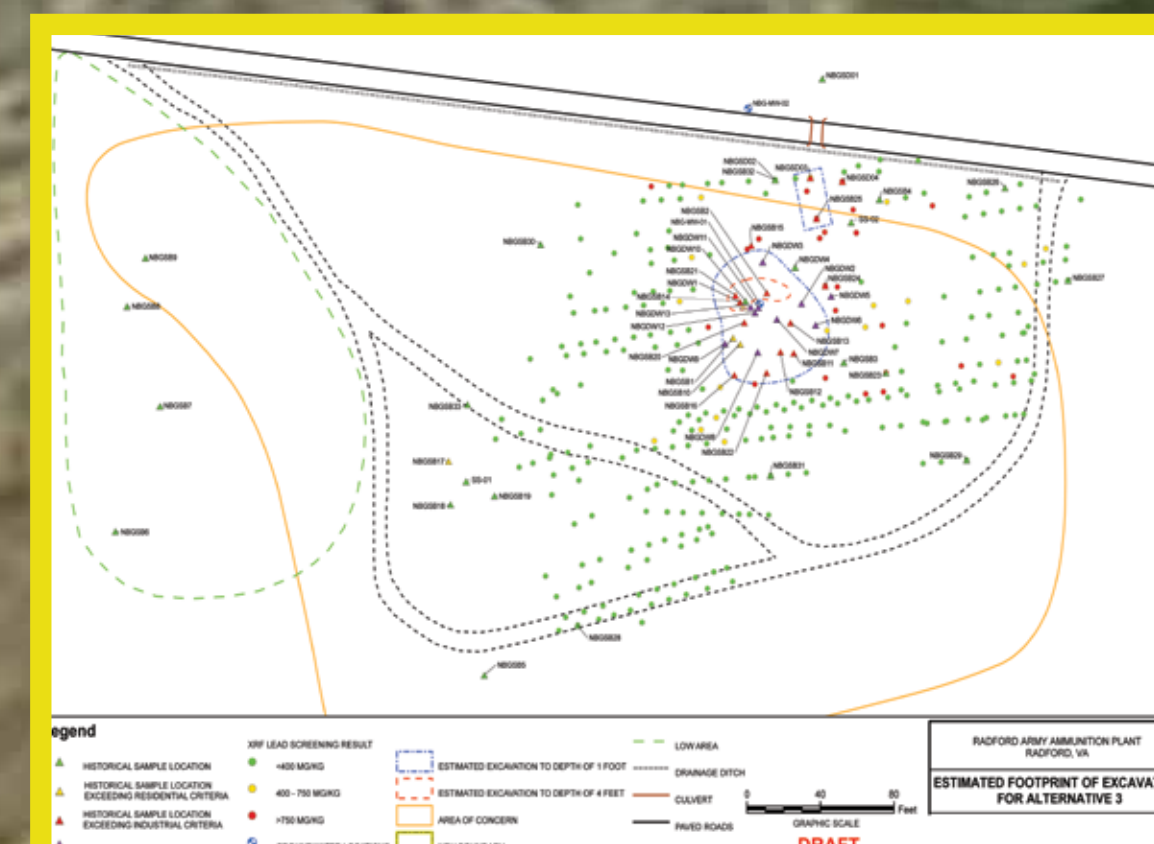 NBGSD01
NBG-MW-02
NBGSD02
NBGSB32
NBGSD03
NBGSD04
NBGSB4
NBGSB26
NBGSB25
SS-02
NBGSB2
NBG-MW-01
NBGDW11
NBGDW10
NBGSB15
NBGDW3
NBGSB30
NBGSB9
NBGDW4
NBGDW2
NBGSB24
NBGSB21
NBGDW1
NBGSB27
NBGSB14
NBGDW5
NBGDW13
NBGDW12
NBGDW6
NBGSB13
NBGSB20
NBGDW7
NBGSB3
NBGSB11
NBGSB23
NBGSB1
NBGSB10
NBGSB12
NBGSB16
NBGSB7
NBGSB33
NBGSB22
NBGSB29
NBGSB17
NBGSB31
SS-01
NBGSB19
NBGSB18
NBGSB28
NBGSB5
egend
HISTORICAL SAMPLE LOCATION
HISTORICAL SAMPLE LOCATION
EXCEEDING RESIDENTIAL CRITERIA
HISTORICAL SAMPLE LOCATION
EXCEEDING INDUSTRIAL CRITERIA
XRF LEAD SCREENING RESULT
<400 MG/KG
400 - 750 MG/KG
>750 MG/KG
ESTIMATED EXCAVATION TO DEPTH OF 1 FOOT
ESTIMATED EXCAVATION TO DEPTH OF 4 FEET
AREA OF CONCERN
LOW AREA
DRAINAGE DITCH
CULVERT
PAVED ROADS
0 40 80
Feet
GRAPHIC SCALE
DRAFT
RADFORD ARMY AMMUNITION PLANT
RADFORD, VA
ESTIMATED FOOTPRINT OF EXCAVA
FOR ALTERNATIVE 3